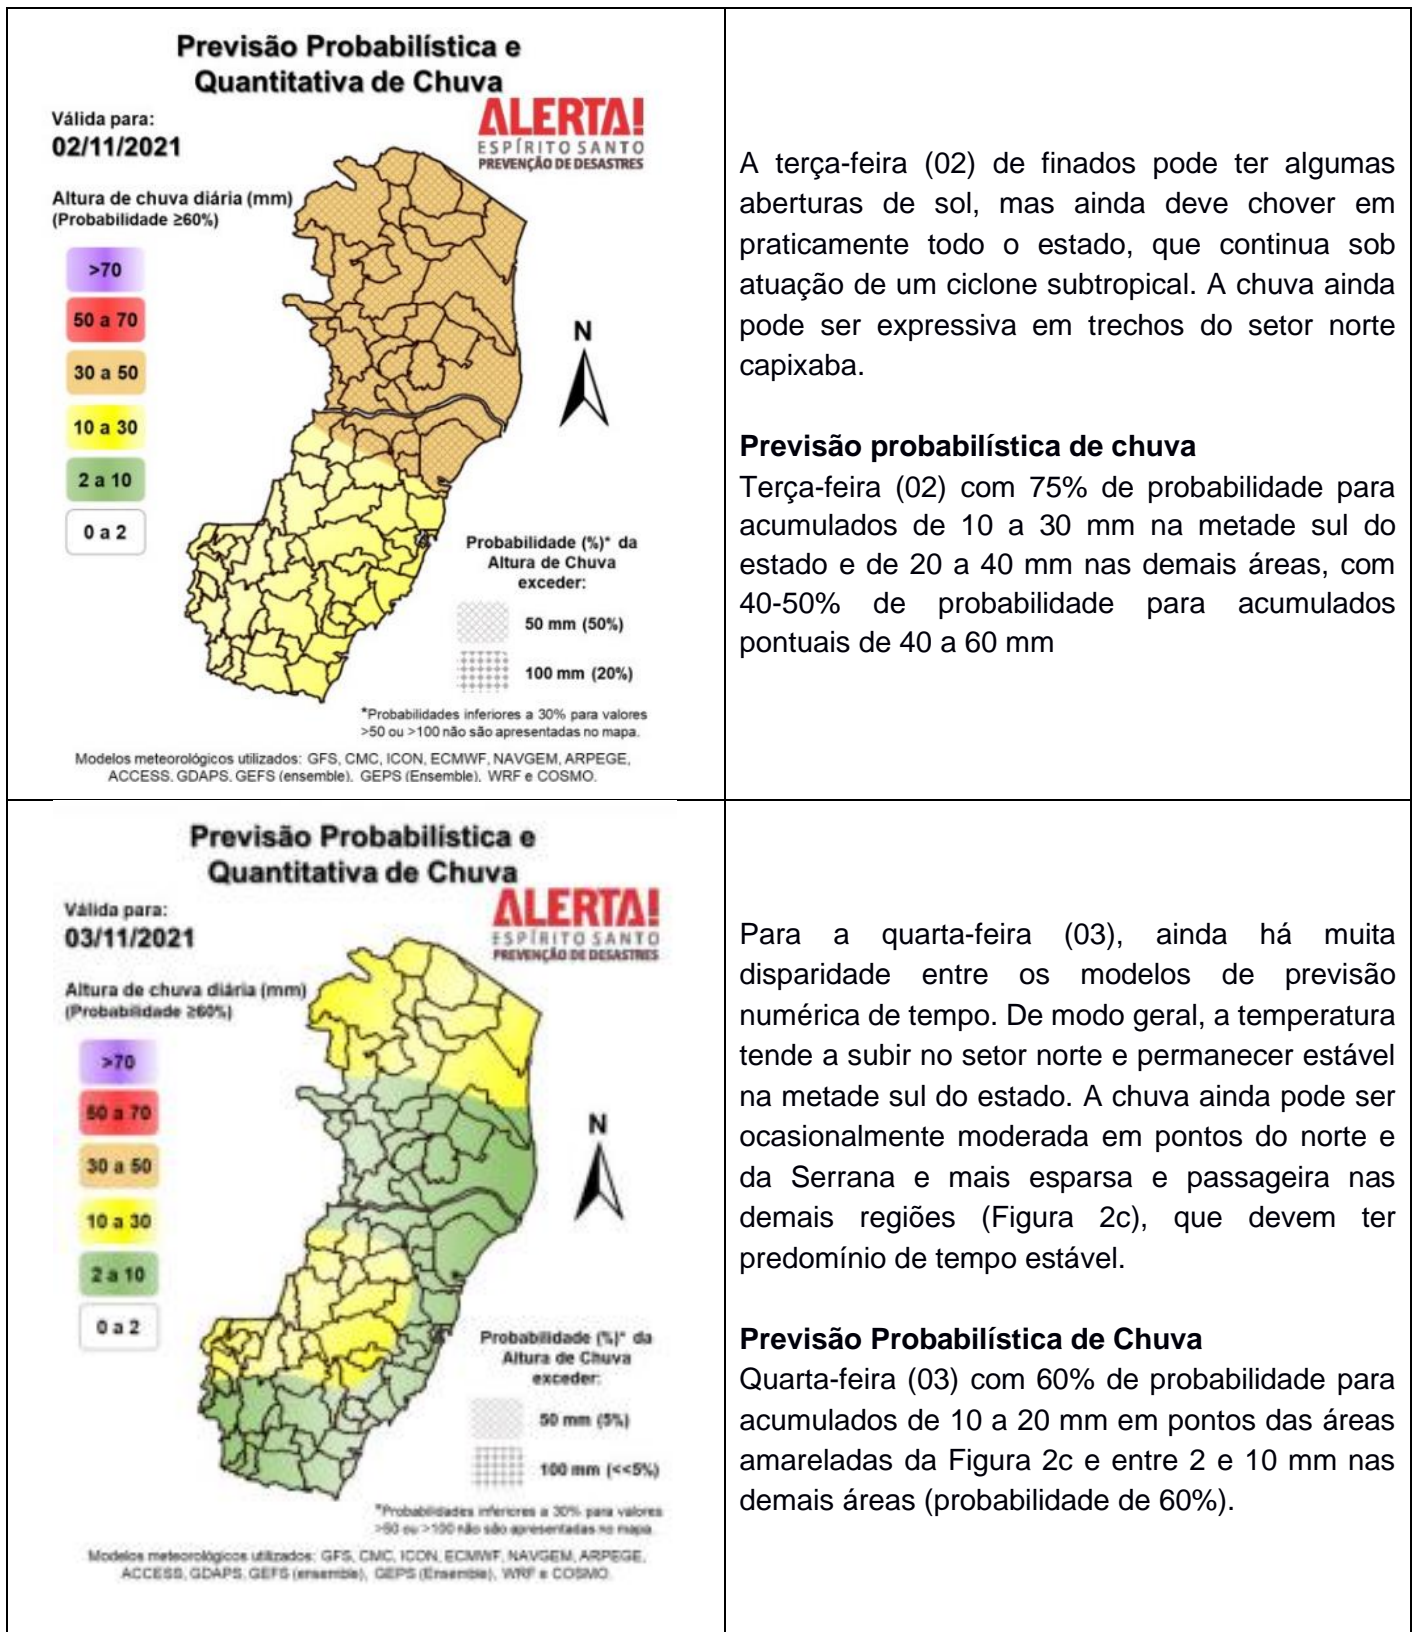 Previsão Probabilística e
Quantitativa de Chuva
ALERTA!
ESPÍRITO SANTO
PREVENÇÃO DE DESASTRES
Válida para:
02/11/2021
Altura de chuva diária (mm)
(Probabilidade ≥60%)
>70
50 a 70
30 a 50
10 a 30
2 a 10
0 a 2
N
Probabilidade (%)* da
Altura de Chuva
exceder:
50 mm (50%)
100 mm (20%)
*Probabilidades inferiores a 30% para valores
>50 ou >100 não são apresentadas no mapa.
Modelos meteorológicos utilizados: GFS, CMC, ICON, ECMWF, NAVGEM, ARPEGE,
ACCESS, GDAPS, GEFS (ensemble), GEPS (Ensemble), WRF e COSMO.
A terça-feira (02) de finados pode ter algumas
aberturas de sol, mas ainda deve chover em
praticamente todo o estado, que continua sob
atuação de um ciclone subtropical. A chuva ainda
pode ser expressiva em trechos do setor norte
capixaba.
Previsão probabilística de chuva
Terça-feira (02) com 75% de probabilidade para
acumulados de 10 a 30 mm na metade sul do
estado e de 20 a 40 mm nas demais áreas, com
40-50% de probabilidade para acumulados
pontuais de 40 a 60 mm
Previsão Probabilística e
Quantitativa de Chuva
ALERTA!
ESPÍRITO SANTO
PREVENÇÃO DE DESASTRES
Válida para:
03/11/2021
Altura de chuva diária (mm)
(Probabilidade ≥60%)
>70
50 a 70
30 a 50
10 a 30
2 a 10
0 a 2
N
Probabilidade (%)* da
Altura de Chuva
exceder:
50 mm (5%)
100 mm (<<5%)
*Probabilidades inferiores a 30% para valores
>50 ou >100 não são apresentadas no mapa.
Modelos meteorológicos utilizados: GFS, CMC, ICON, ECMWF, NAVGEM, ARPEGE,
ACCESS, GDAPS, GEFS (ensemble), GEPS (Ensemble), WRF e COSMO.
Para a quarta-feira (03), ainda há muita
disparidade entre os modelos de previsão
numérica de tempo. De modo geral, a temperatura
tende a subir no setor norte e permanecer estável
na metade sul do estado. A chuva ainda pode ser
ocasionalmente moderada em pontos do norte e
da Serrana e mais esparsa e passageira nas
demais regiões (Figura 2c), que devem ter
predomínio de tempo estável.
Previsão Probabilística de Chuva
Quarta-feira (03) com 60% de probabilidade para
acumulados de 10 a 20 mm em pontos das áreas
amareladas da Figura 2c e entre 2 e 10 mm nas
demais áreas (probabilidade de 60%).